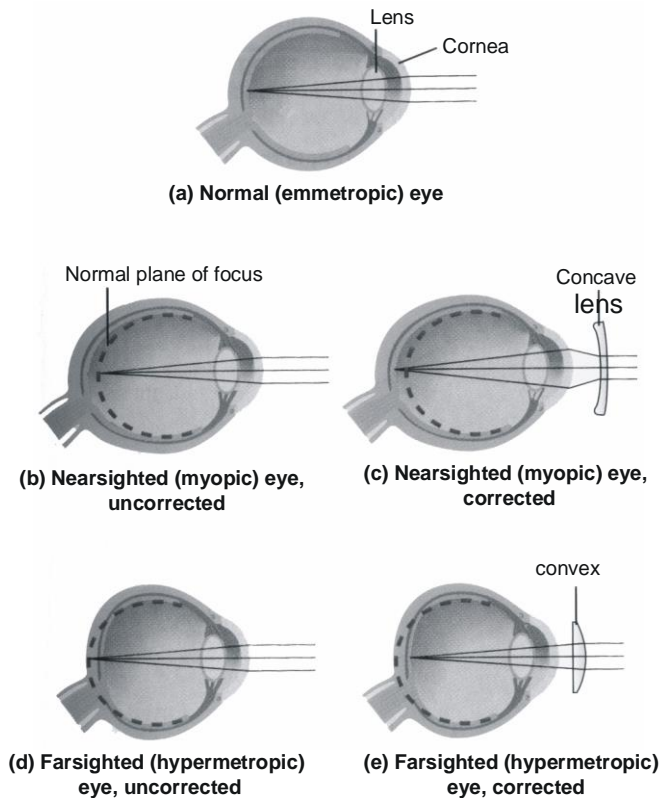 Lens
Cornea
(a) Normal (emmetropic) eye
Normal plane of focus
Concave
lens
(b) Nearsighted (myopic) eye,
uncorrected
(c) Nearsighted (myopic) eye,
corrected
convex
(d) Farsighted (hypermetropic)
eye, uncorrected
(e) Farsighted (hypermetropic)
eye, corrected